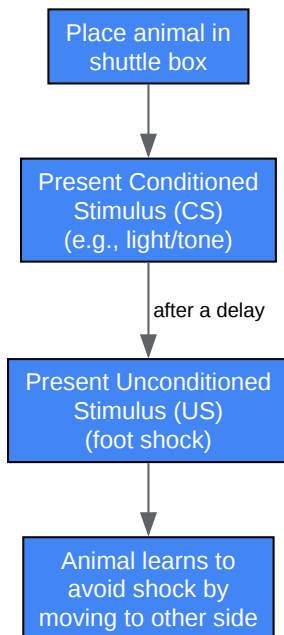 Place animal in
shuttle box
Present Conditioned
Stimulus (CS)
(e.g., light/tone)
after a delay
Present Unconditioned
Stimulus (US)
(foot shock)
Animal learns to
avoid shock by
moving to other side